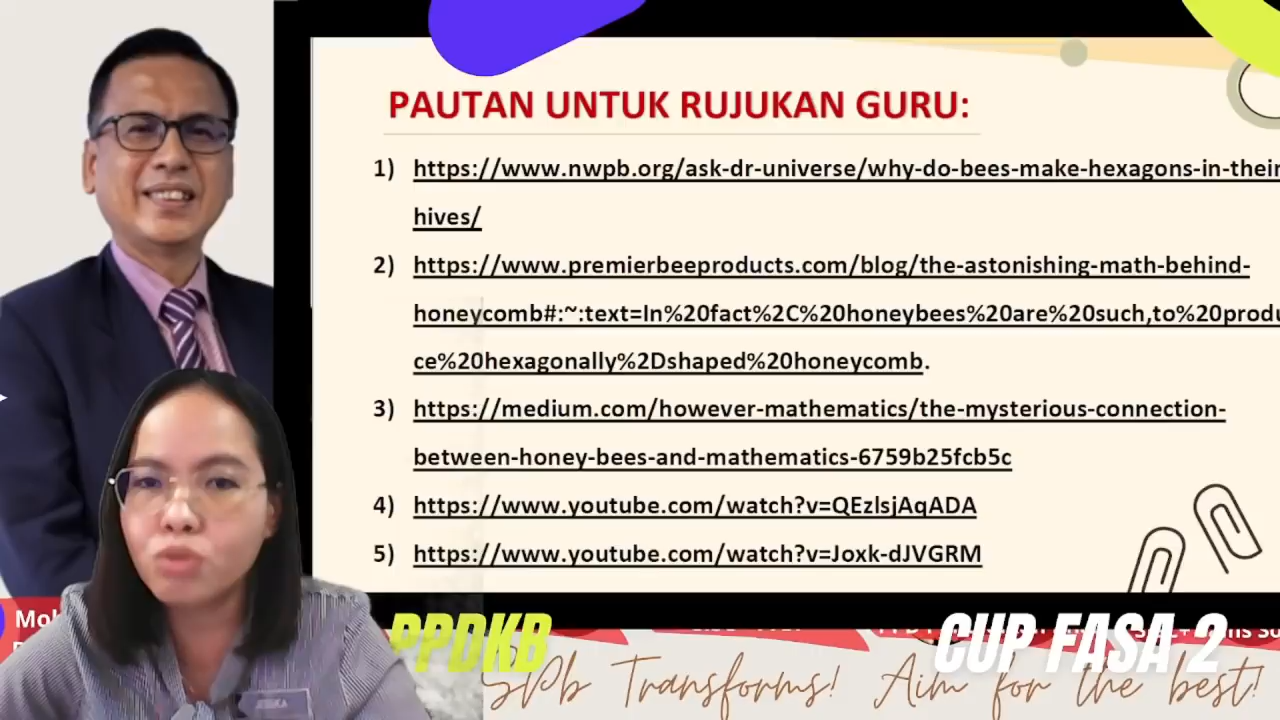 PAUTAN UNTUK RUJUKAN GURU:
1) https://www.nwpb.org/ask-dr-universe/why-do-bees-make-hexagons-in-their
hives/
2) https://www.premierbeeproducts.com/blog/the-astonishing-math-behind-
honeycomb#:~:text=In%20fact%2C%20honeybees%20are%20such,to%20produ
ce%20hexagonally%2Dshaped%20honeycomb.
3) https://medium.com/however-mathematics/the-mysterious-connection-
between-honey-bees-and-mathematics-6759b25fcb5c
4) https://www.youtube.com/watch?v=QEzlsjAqADA
5) https://www.youtube.com/watch?v=Joxk-dJVGRM
PPDKB
CUP FASA 2
Transforms! Aim for the best!